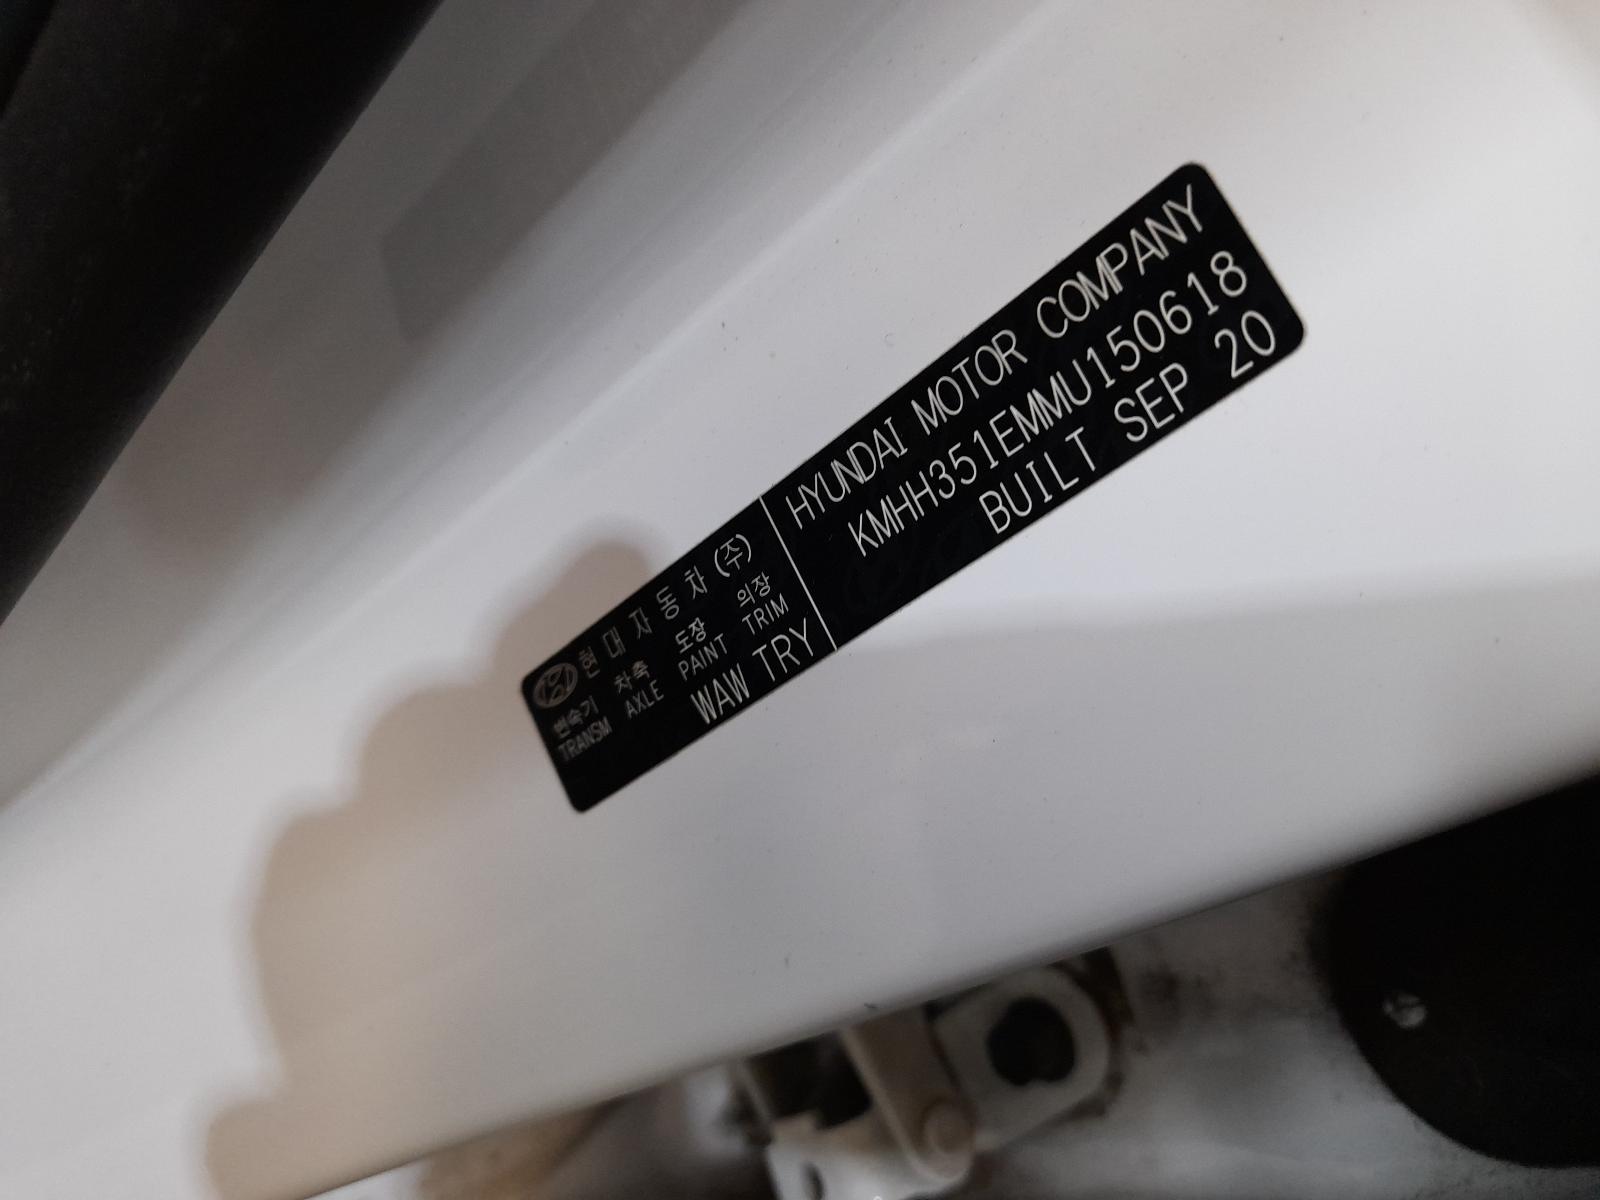 현대자동차(주)
변속기 차축 도장 의장
TRANSM AXLE PAINT TRIM
WAW TRY
HYUNDAI MOTOR COMPANY
KMHH351EMMU150618
BUILT SEP 20